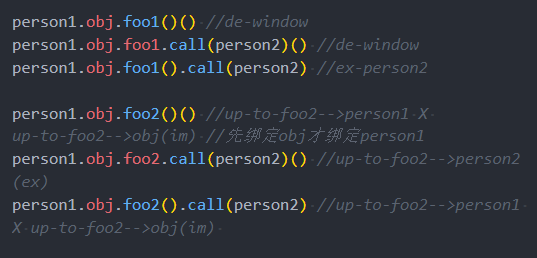 person1.obj.foo1()() //de-window
person1.obj.foo1.call(person2)() //de-window
person1.obj.foo1().call(person2) //ex-person2
person1.obj.foo2()() //up-to-foo2-->person1 X
up-to-foo2-->obj(im) //先绑定obj才绑定person1
person1.obj.foo2.call(person2)() //up-to-foo2-->person2
(ex)
person1.obj.foo2().call(person2) //up-to-foo2-->person1
X up-to-foo2-->obj(im)